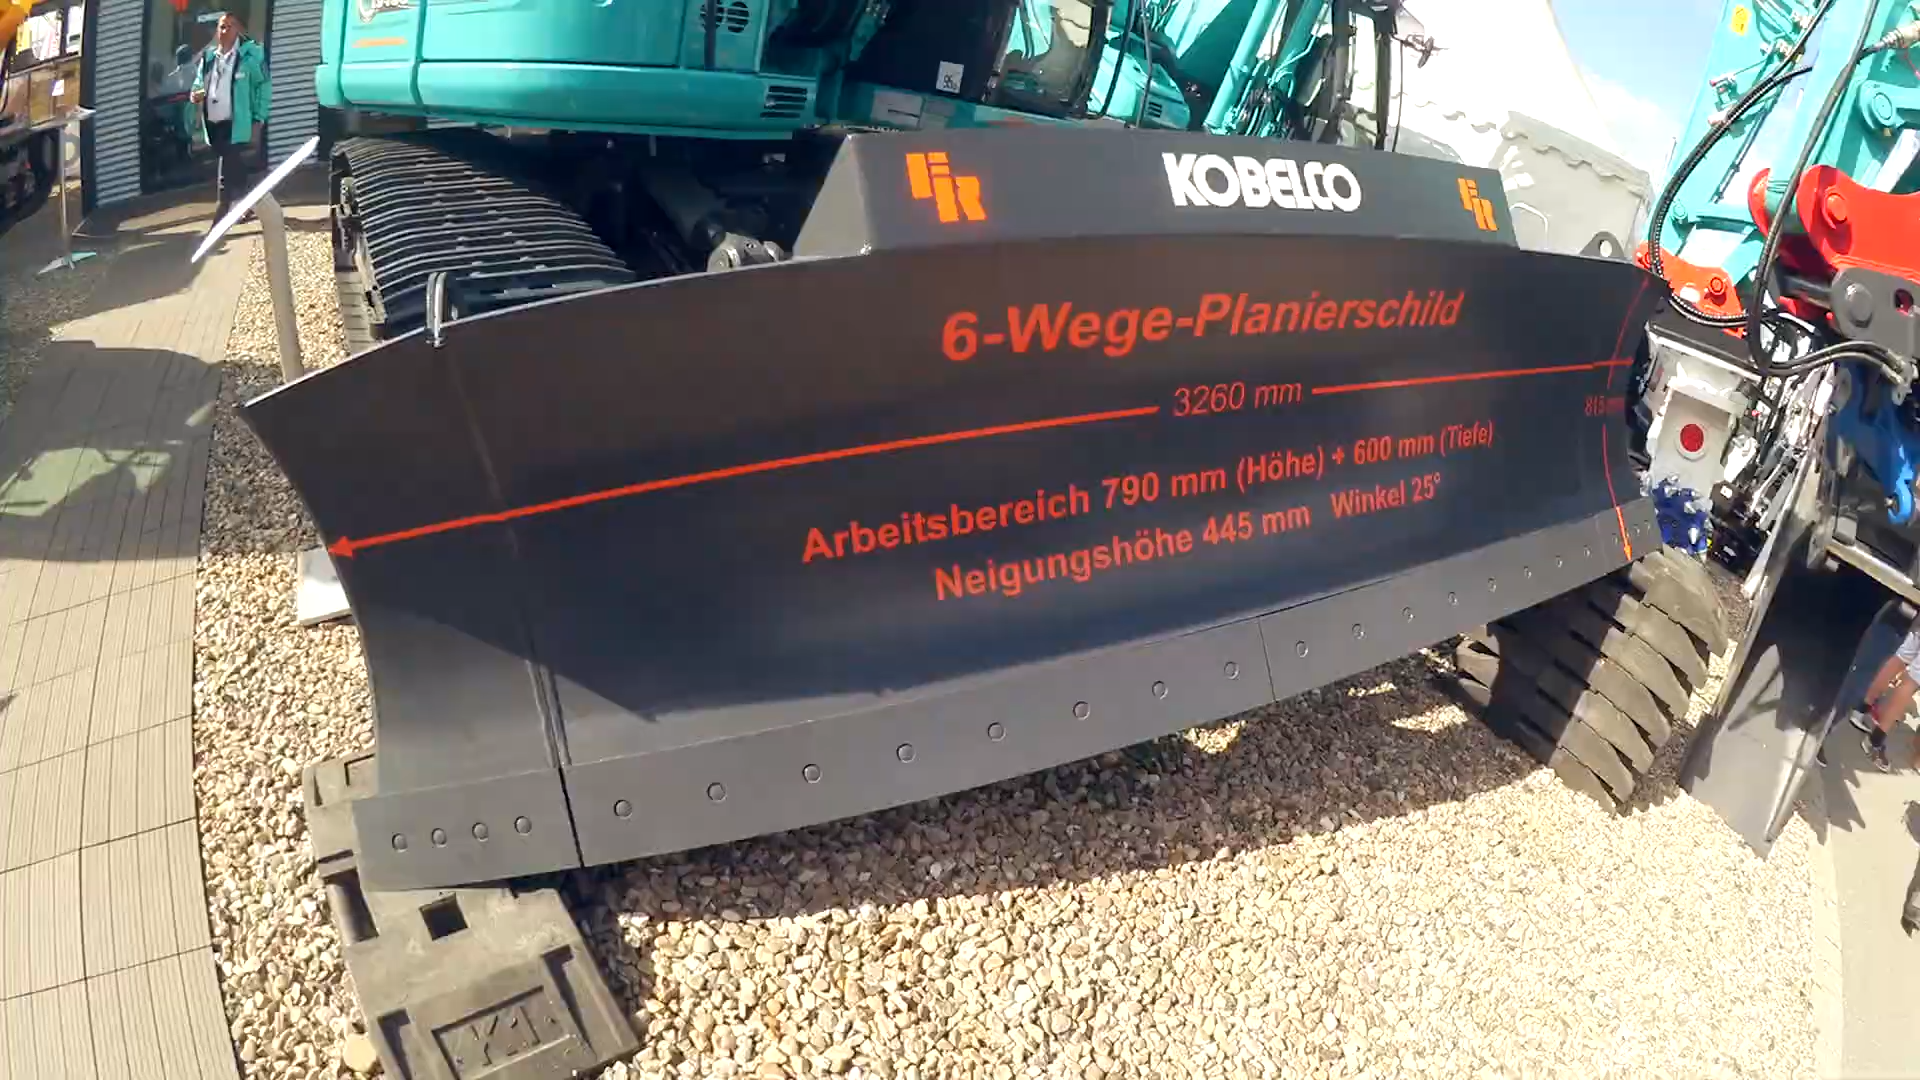 KOBELCO
6-Wege-Planierschild
3260 mm
Arbeitsbereich 790 mm (Höhe) + 600 mm (Tiefe)
Neigungshöhe 445 mm Winkel 25°